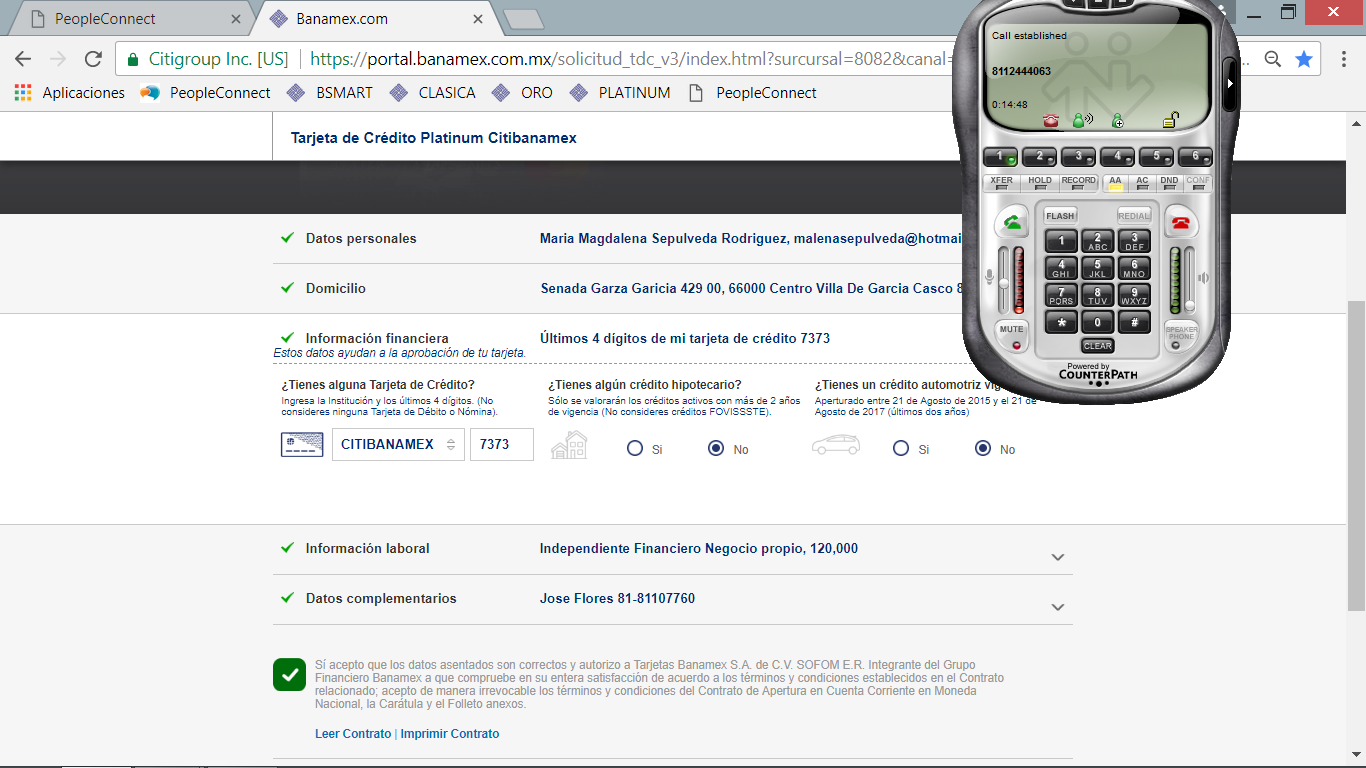 PeopleConnect
Banamex.com
Citigroup Inc. [US]
https://portal.banamex.com.mx/solicitud_tdc_v3/index.html?sursursal=8082&canal=
Aplicaciones
PeopleConnect
BSMART
CLASICA
ORO
PLATINUM
PeopleConnect
Call established
8112444063
0:14:48
1 2 3 4 5 6
XFER HOLD RECORD AA AC DND CONF
FLASH REDIAL
1 2 ABC 3 DEF
4 GHI 5 JKL 6 MNO
7 PQRS 8 TUV 9 WXYZ
* 0 #
MUTE
SPEAKER PHONE
CLEAR
Powered by
COUNTERPATH
Tarjeta de Crédito Platinum Citibanamex
Datos personales
Maria Magdalena Sepulveda Rodriguez, malenasepulveda@hotmai
Domicilio
Senada Garza Garicia 429 00, 66000 Centro Villa De Garcia Casco 8
Información financiera
Últimos 4 dígitos de mi tarjeta de crédito 7373
Estos datos ayudan a la aprobación de tu tarjeta.
¿Tienes alguna Tarjeta de Crédito?
Ingresa la Institución y los últimos 4 dígitos. (No
consideres ninguna Tarjeta de Débito o Nómina).
CITIBANAMEX
7373
¿Tienes algún crédito hipotecario?
Sólo se valorarán los créditos activos con más de 2 años
de vigencia (No consideres créditos FOVISSSTE).
Si
No
¿Tienes un crédito automotriz vig
Aperturado entre 21 de Agosto de 2015 y el 21 de
Agosto de 2017 (últimos dos años)
Si
No
Información laboral
Independiente Financiero Negocio propio, 120,000
Datos complementarios
Jose Flores 81-81107760
Sí acepto que los datos asentados son correctos y autorizo a Tarjetas Banamex S.A. de C.V. SOFOM E.R. Integrante del Grupo
Financiero Banamex a que compruebe en su entera satisfacción de acuerdo a los términos y condiciones establecidos en el Contrato
relacionado; acepto de manera irrevocable los términos y condiciones del Contrato de Apertura en Cuenta Corriente en Moneda
Nacional, la Carátula y el Folleto anexos.
Leer Contrato | Imprimir Contrato